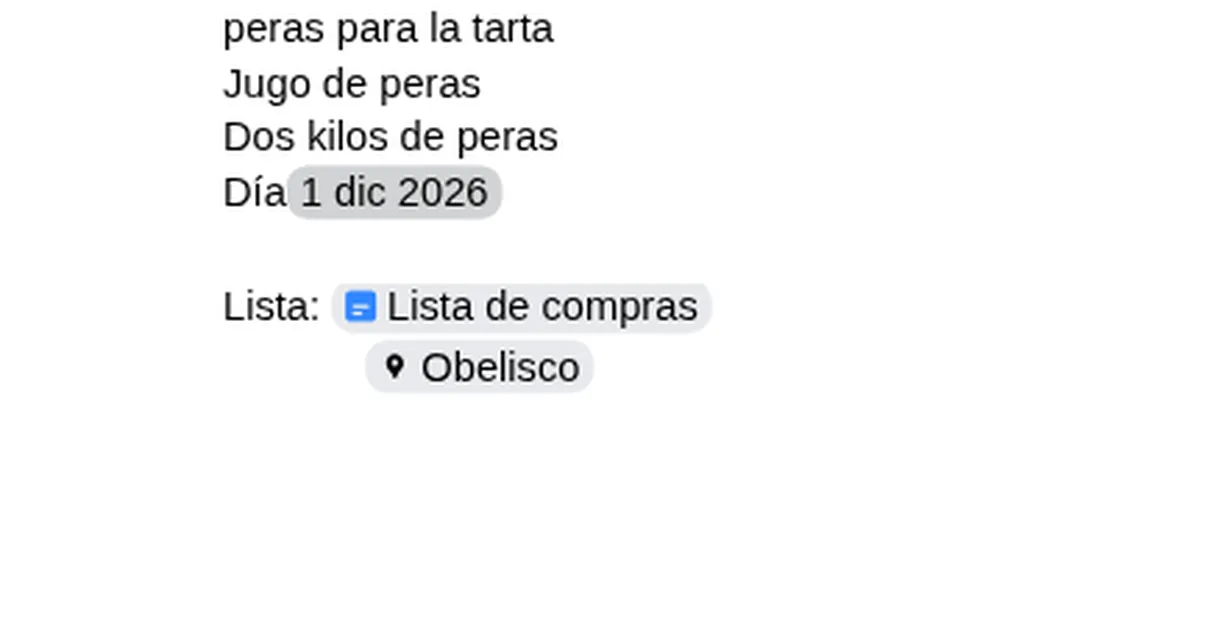 peras para la tarta
Jugo de peras
Dos kilos de peras
Día 1 dic 2026
Lista: Lista de compras
Obelisco